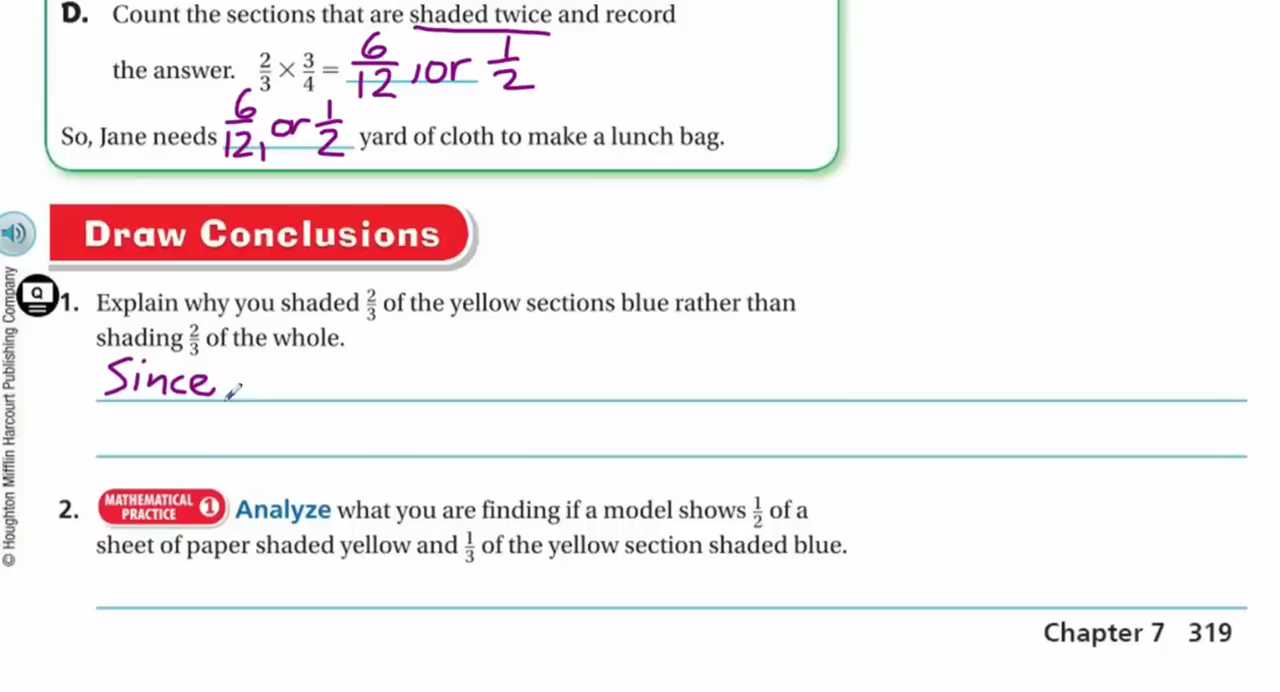 D. Count the sections that are shaded twice and record
the answer. 2/3 × 3/4 = 6/12, or 1/2
So, Jane needs 6/12, or 1/2 yard of cloth to make a lunch bag.
Draw Conclusions
© Houghton Mifflin Harcourt Publishing Company
Q
1. Explain why you shaded 2/3 of the yellow sections blue rather than
shading 2/3 of the whole.
Since
2. MATHEMATICAL PRACTICE 1 Analyze what you are finding if a model shows 1/2 of a
sheet of paper shaded yellow and 1/3 of the yellow section shaded blue.
Chapter 7 319